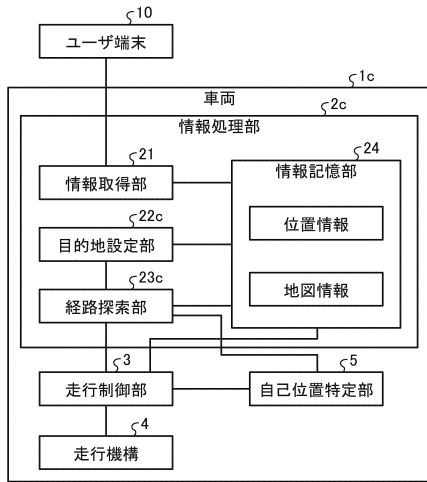 10
ユーザ端末
1c
車両
2c
情報処理部
21
情報取得部
24
情報記憶部
位置情報
22c
目的地設定部
地図情報
23c
経路探索部
3
走行制御部
5
自己位置特定部
4
走行機構